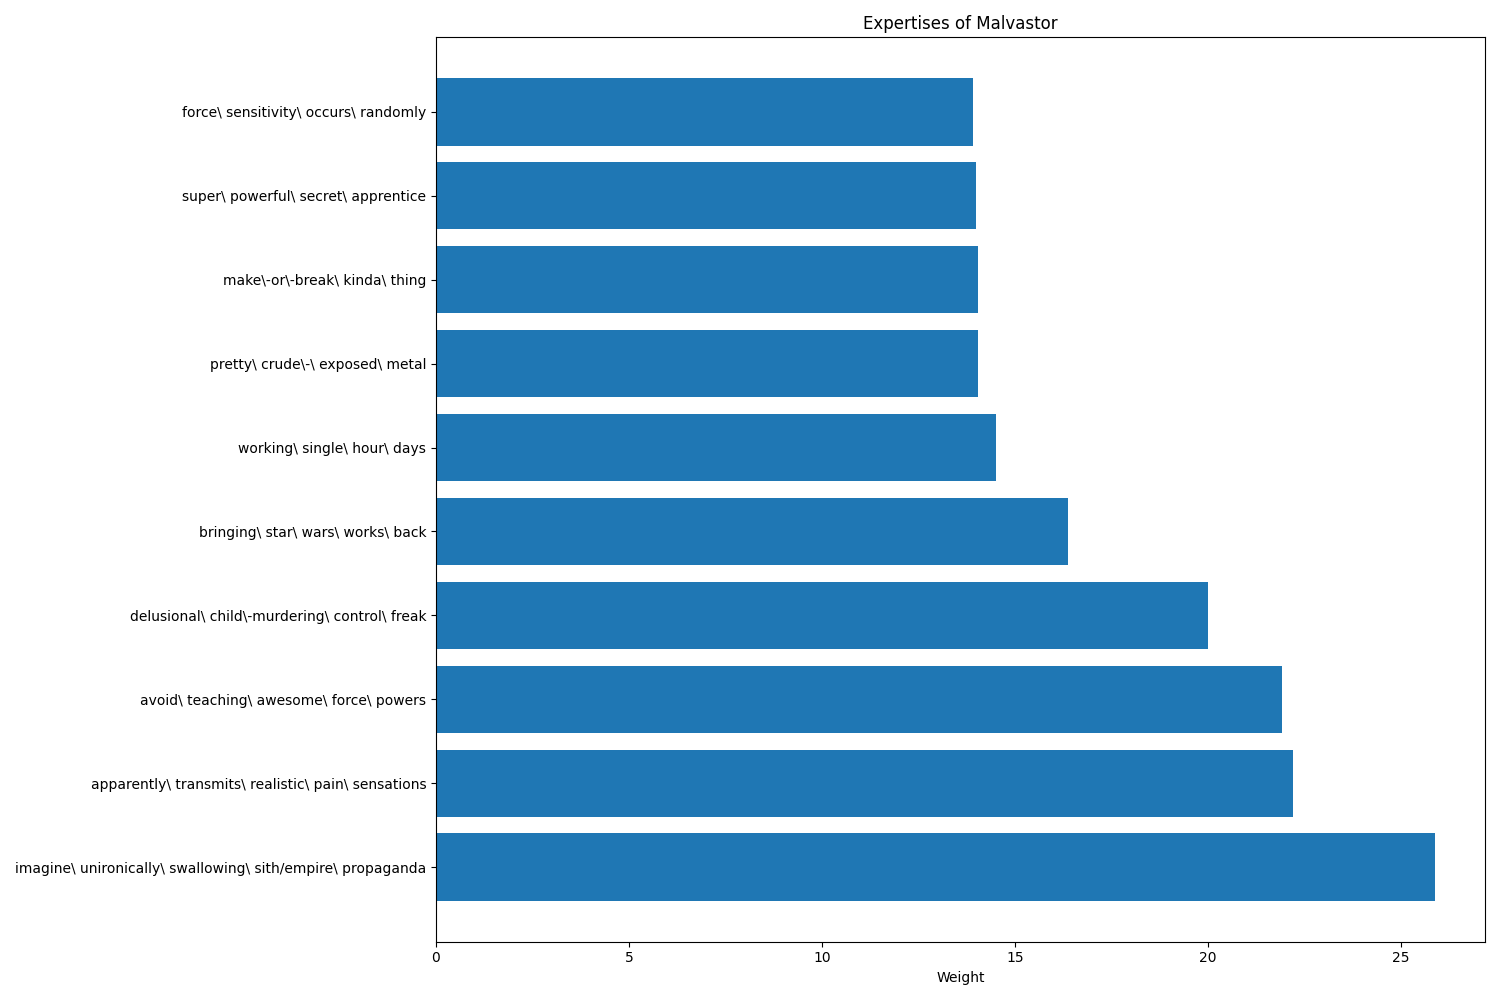 Expertises of Malvastor
force\ sensitivity\ occurs\ randomly
super\ powerful\ secret\ apprentice
make\-or\-break\ kinda\ thing
pretty\ crude\-\ exposed\ metal
working\ single\ hour\ days
bringing\ star\ wars\ works\ back
delusional\ child\-murdering\ control\ freak
avoid\ teaching\ awesome\ force\ powers
apparently\ transmits\ realistic\ pain\ sensations
imagine\ unironically\ swallowing\ sith/empire\ propaganda
0 5 10 15 20 25
Weight